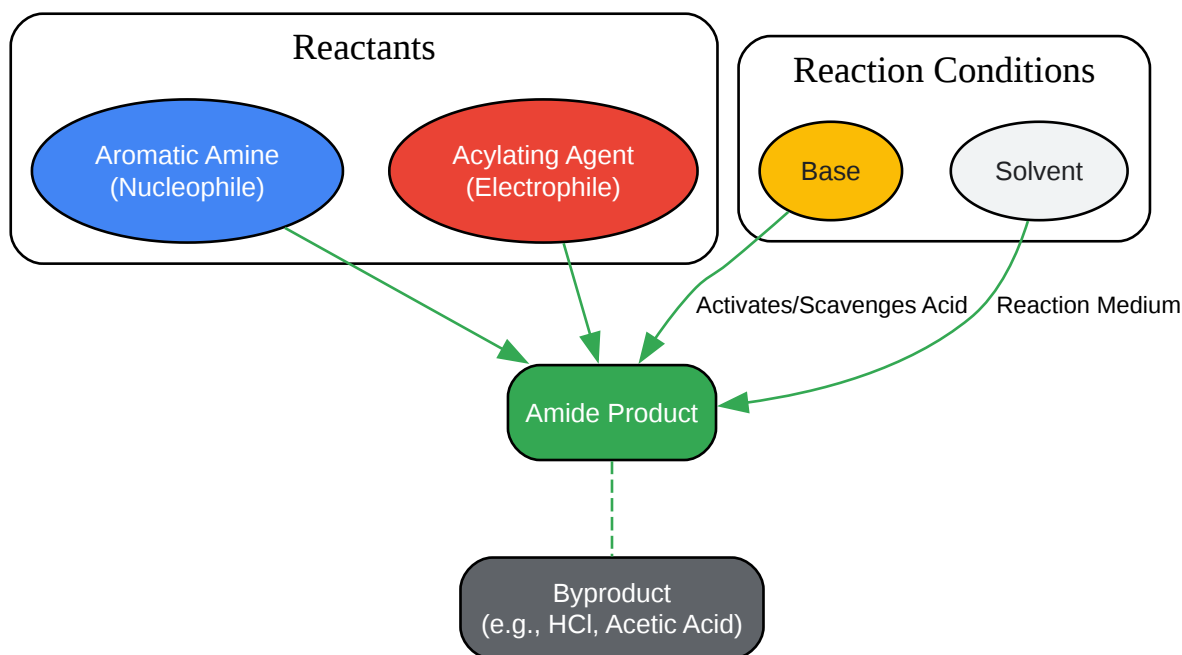 Reactants
Reaction Conditions
Aromatic Amine
(Nucleophile)
Acylating Agent
(Electrophile)
Base
Solvent
Activates/Scavenges Acid
Reaction Medium
Amide Product
Byproduct
(e.g., HCl, Acetic Acid)